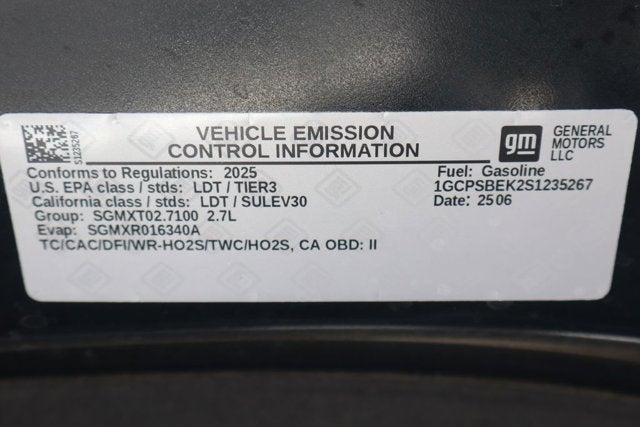 S1235267
VEHICLE EMISSION
CONTROL INFORMATION
gm
GENERAL
MOTORS
LLC
Conforms to Regulations: 2025
U.S. EPA class / stds: LDT / TIER3
California class / stds: LDT / SULEV30
Group: SGMXT02.7100 2.7L
Evap: SGMXR016340A
TC/CAC/DFI/WR-HO2S/TWC/HO2S, CA OBD: II
Fuel: Gasoline
1GCPSBEK2S1235267
Date: 2506